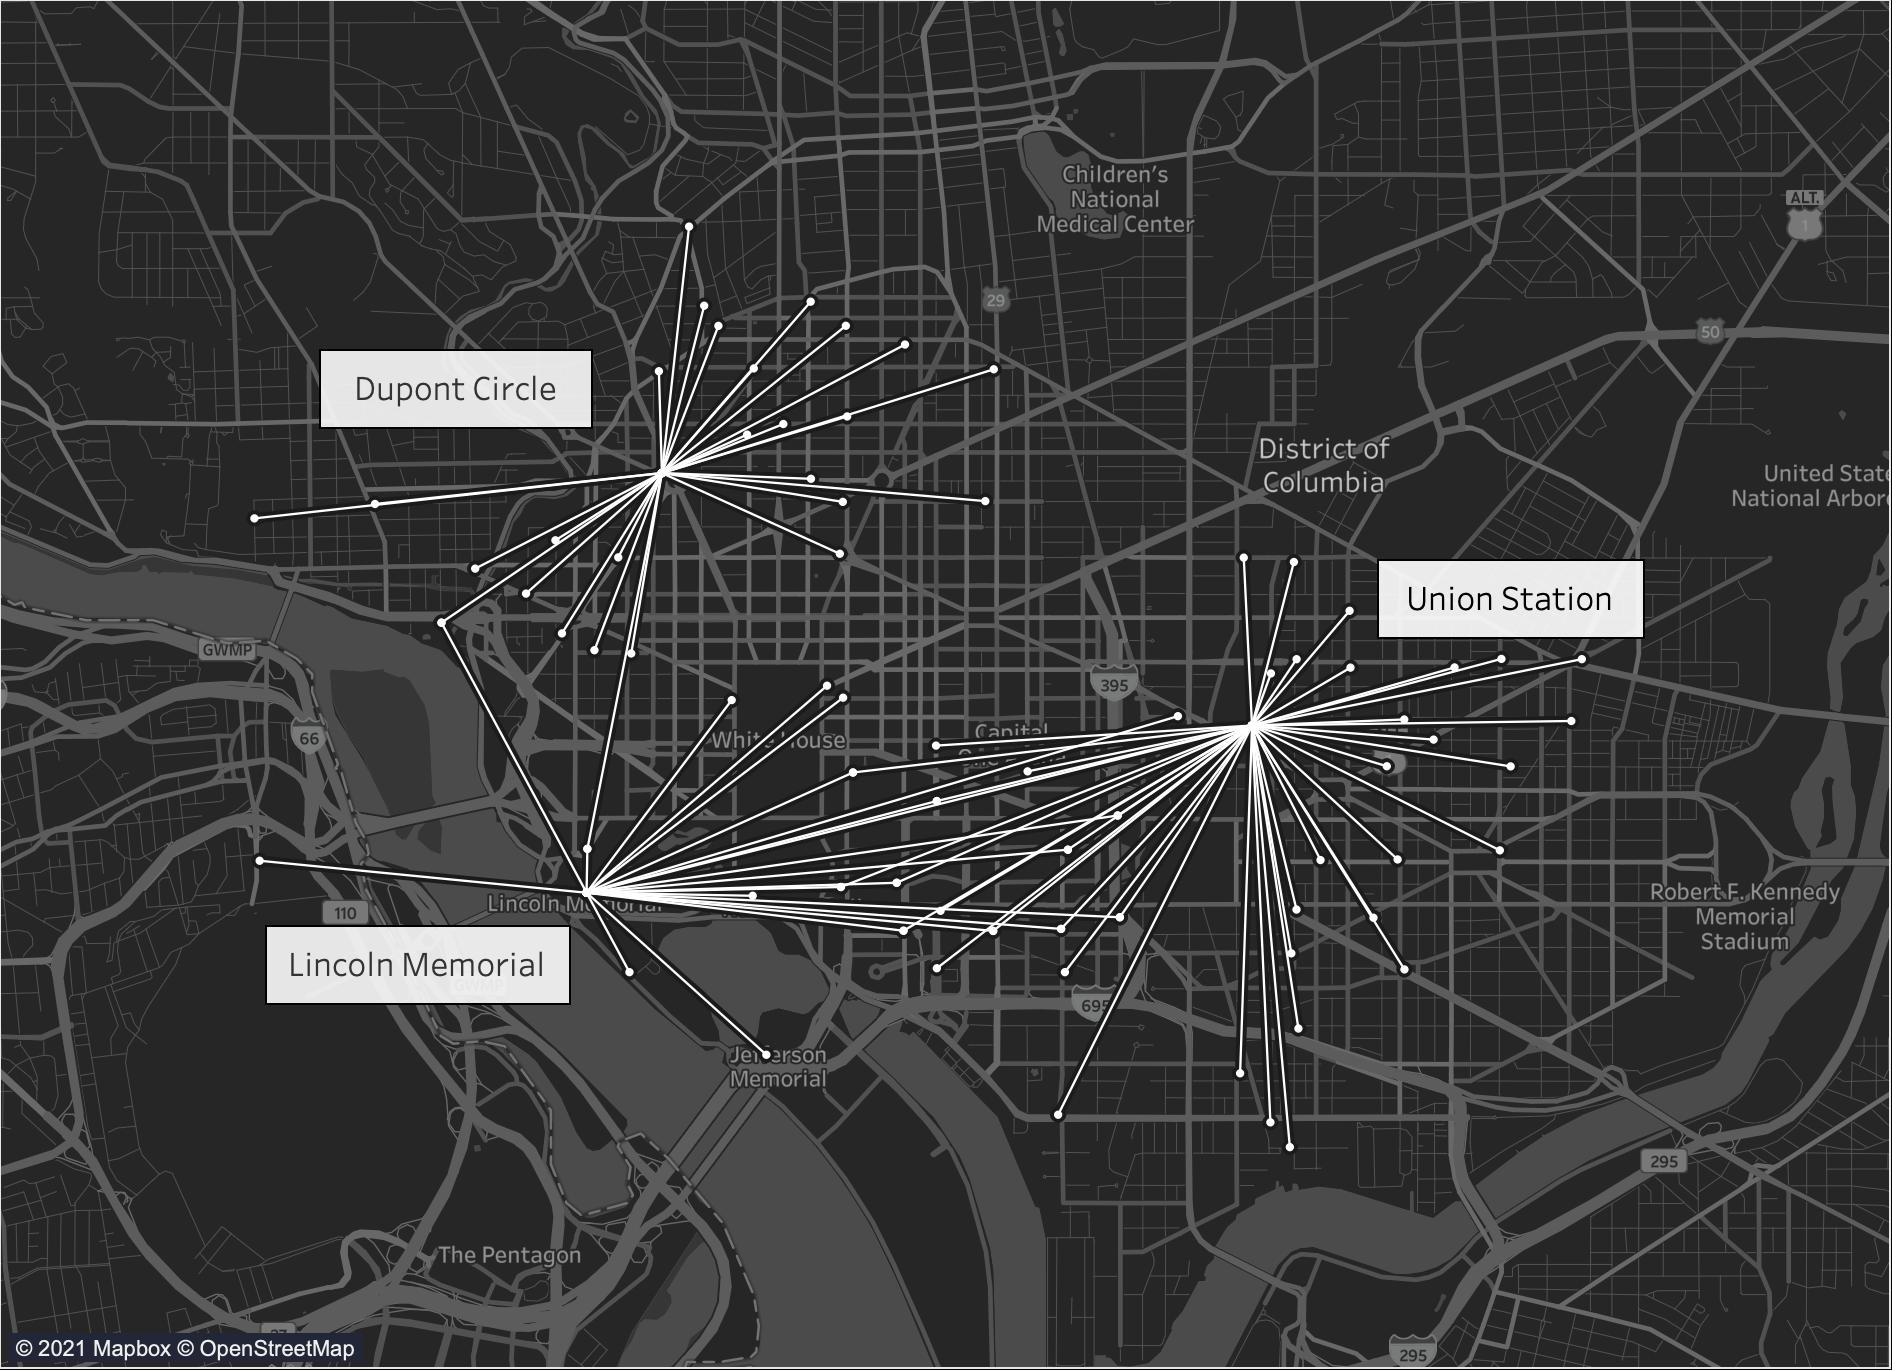 Children's
National
Medical Center
ALT.
1
29
50
Dupont Circle
District of
Columbia
United State
National Arbore
Union Station
GWMP
395
66
White House
Capital
Lincoln Memorial
110
Robert F. Kennedy
Memorial
Stadium
Lincoln Memorial
GWMP
695
Jefferson
Memorial
295
The Pentagon
27
295
© 2021 Mapbox © OpenStreetMap